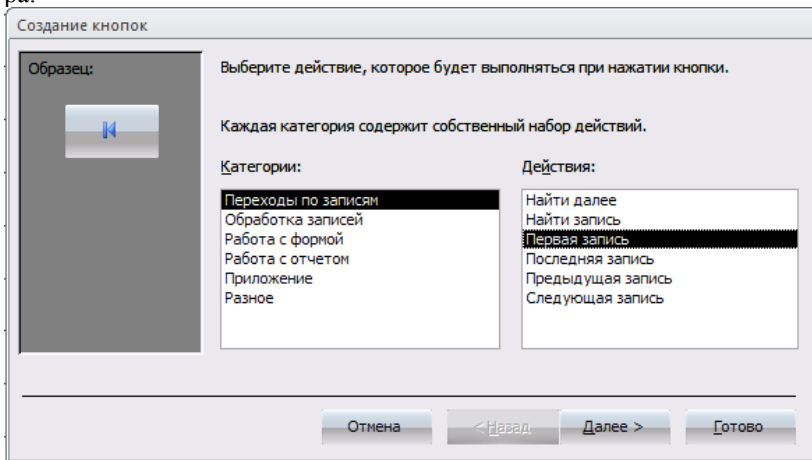 ра.
Создание кнопок
Образец:
Выберите действие, которое будет выполняться при нажатии кнопки.
Каждая категория содержит собственный набор действий.
Категории:
Переходы по записям
Обработка записей
Работа с формой
Работа с отчетом
Приложение
Разное
Действия:
Найти далее
Найти запись
Первая запись
Последняя запись
Предыдущая запись
Следующая запись
Отмена
< Назад
Далее >
Готово